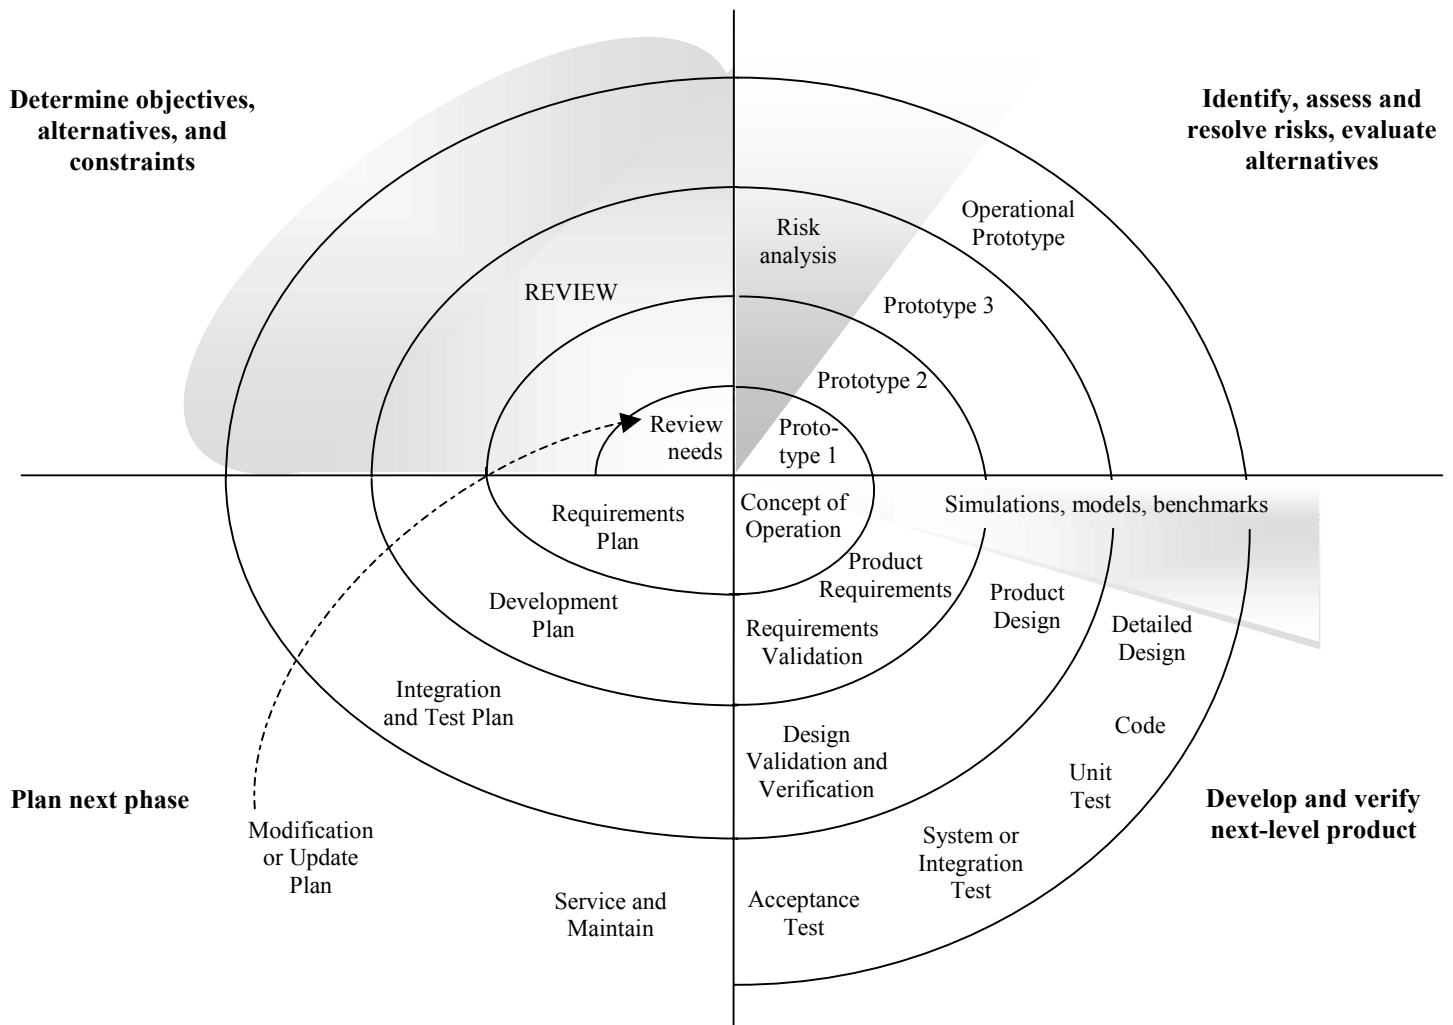 Determine objectives,
alternatives, and
constraints
Identify, assess and
resolve risks, evaluate
alternatives
Operational
Prototype
Risk
analysis
REVIEW
Prototype 3
Prototype 2
Review
needs
Proto-
type 1
Requirements
Plan
Concept of
Operation
Simulations, models, benchmarks
Product
Requirements
Development
Plan
Product
Design
Requirements
Validation
Detailed
Design
Integration
and Test Plan
Design
Validation and
Verification
Code
Unit
Test
Plan next phase
Develop and verify
next-level product
Modification
or Update
Plan
System or
Integration
Test
Service and
Maintain
Acceptance
Test